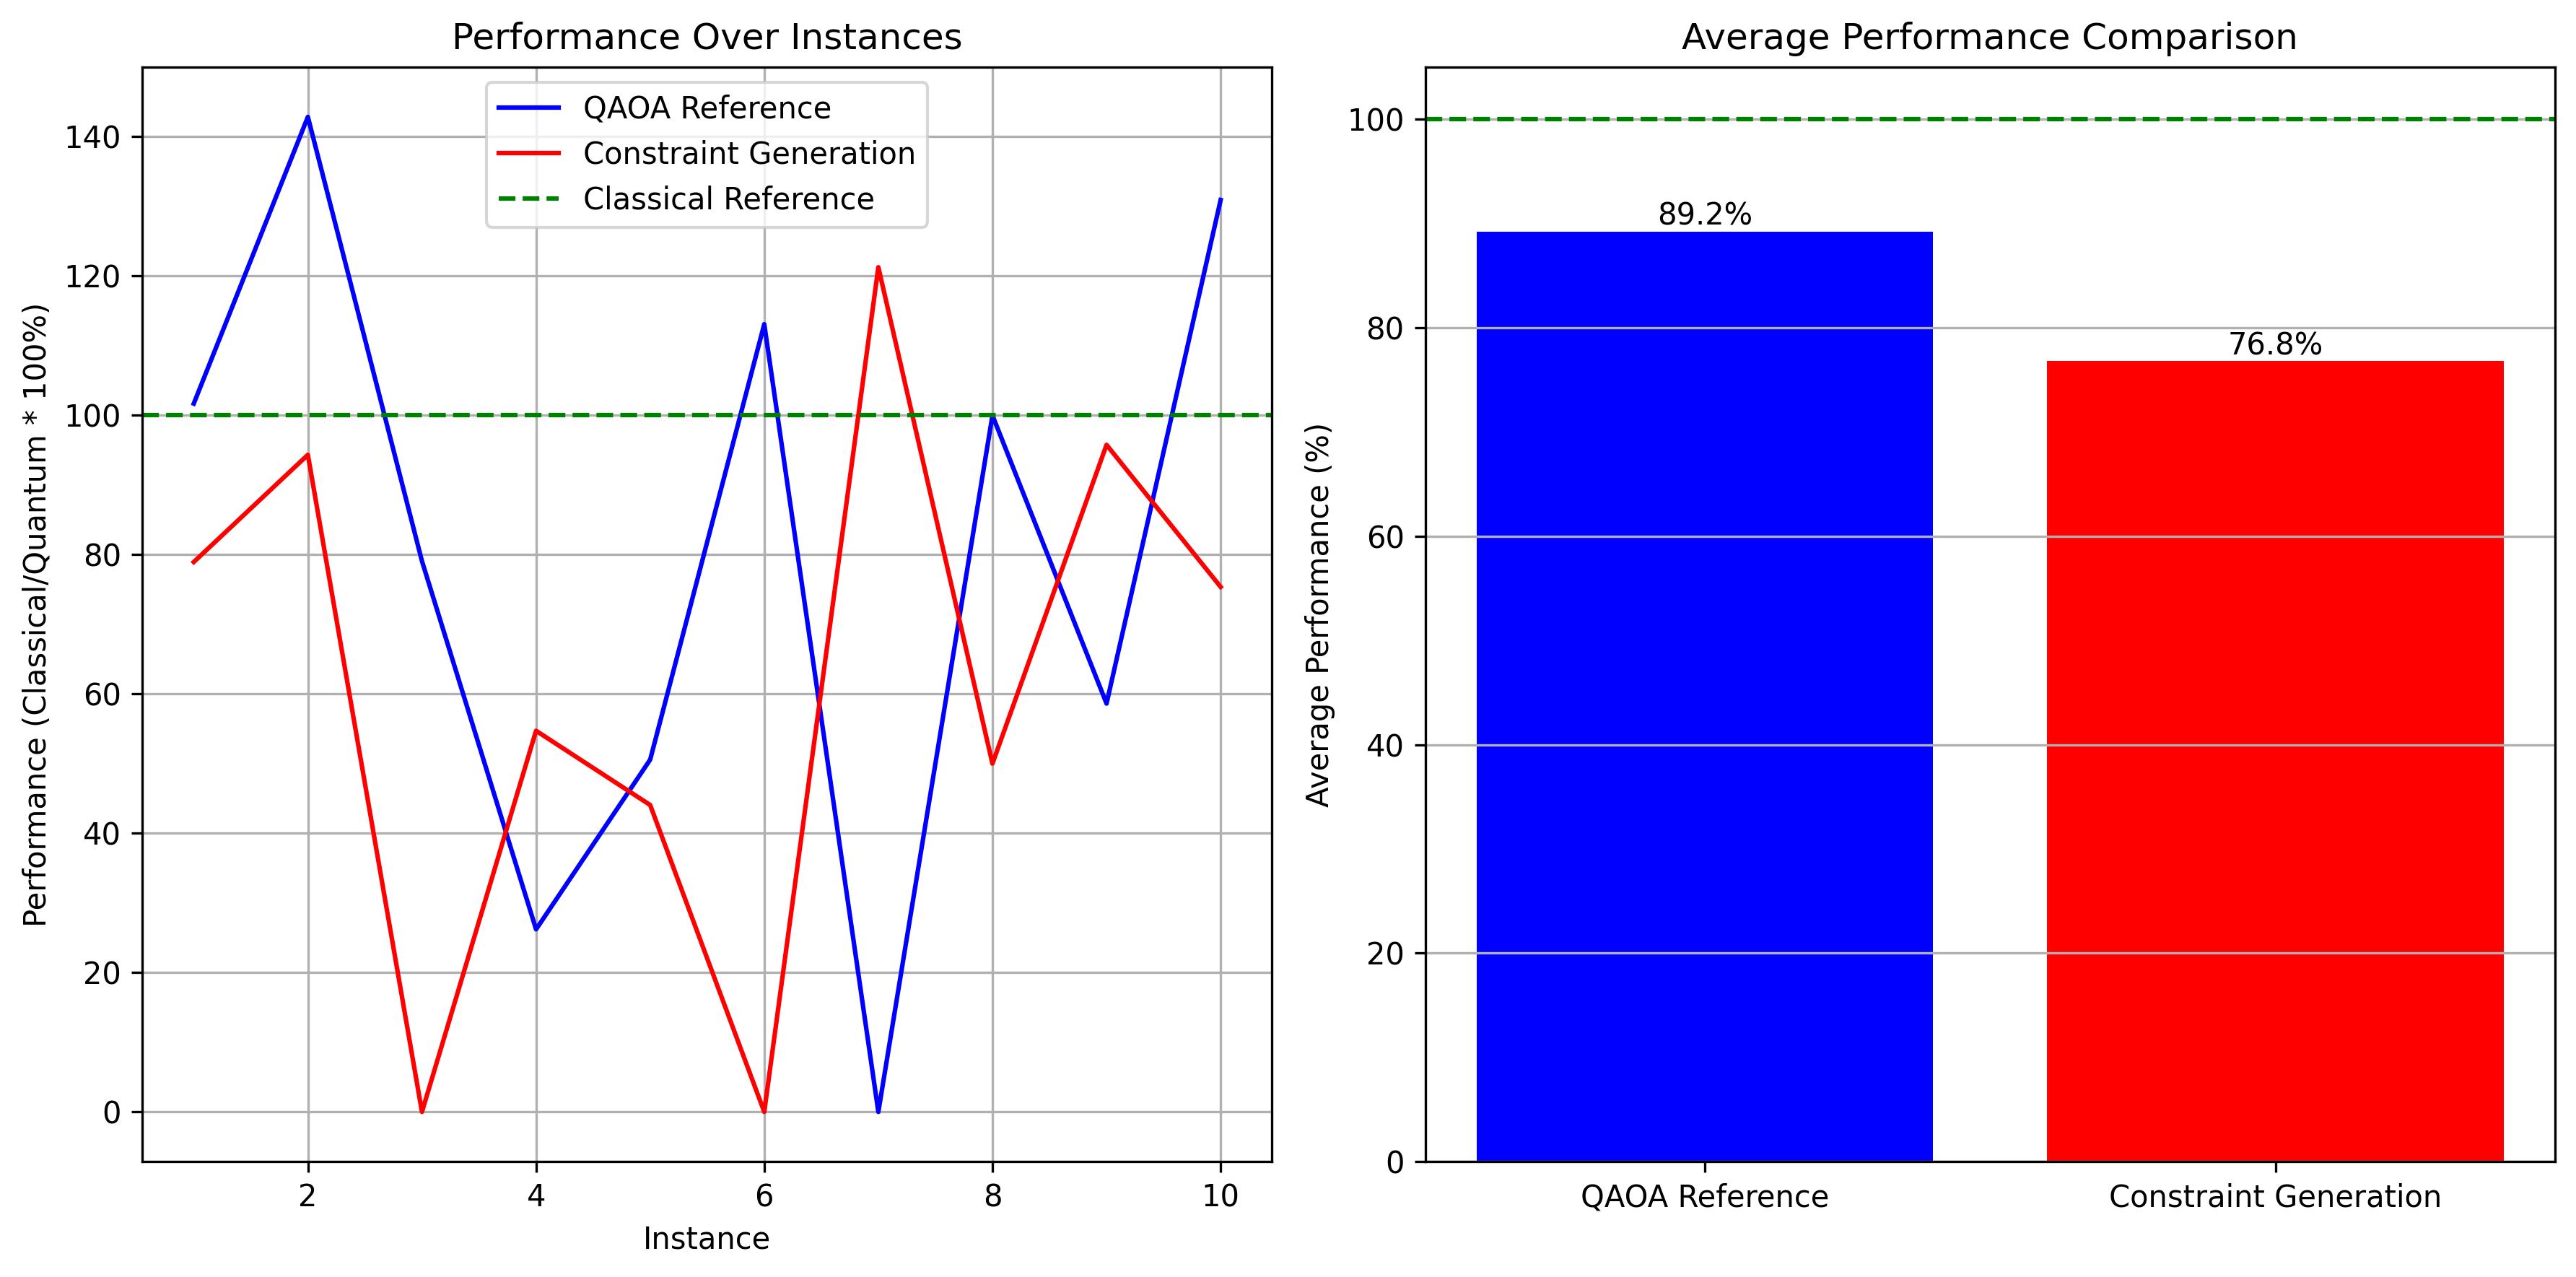 Performance Over Instances
QAOA Reference
Constraint Generation
Classical Reference
Performance (Classical/Quantum * 100%)
140
120
100
80
60
40
20
0
2 4 6 8 10
Instance
Average Performance Comparison
Average Performance (%)
100
80
60
40
20
0
89.2%
76.8%
QAOA Reference Constraint Generation